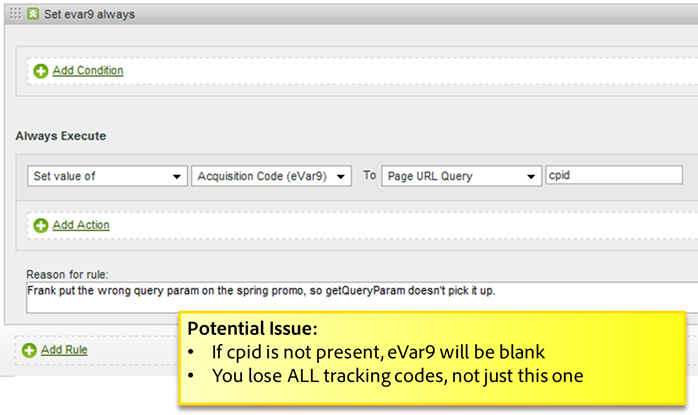 Set evar9 always
Add Condition
Always Execute
Set value of Acquisition Code (eVar9) To Page URL Query cpid
Add Action
Reason for rule:
Frank put the wrong query param on the spring promo, so getQueryParam doesn't pick it up.
Add Rule
Potential Issue:
• If cpid is not present, eVar9 will be blank
• You lose ALL tracking codes, not just this one